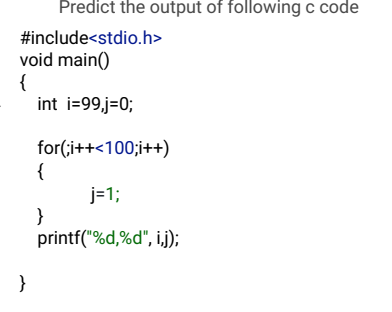 Predict the output of following c code
#include<stdio.h>
void main()
{
int i=99,j=0;
for(;i++<100;i++)
{
j=1;
}
printf("%d,%d", i,j);
}